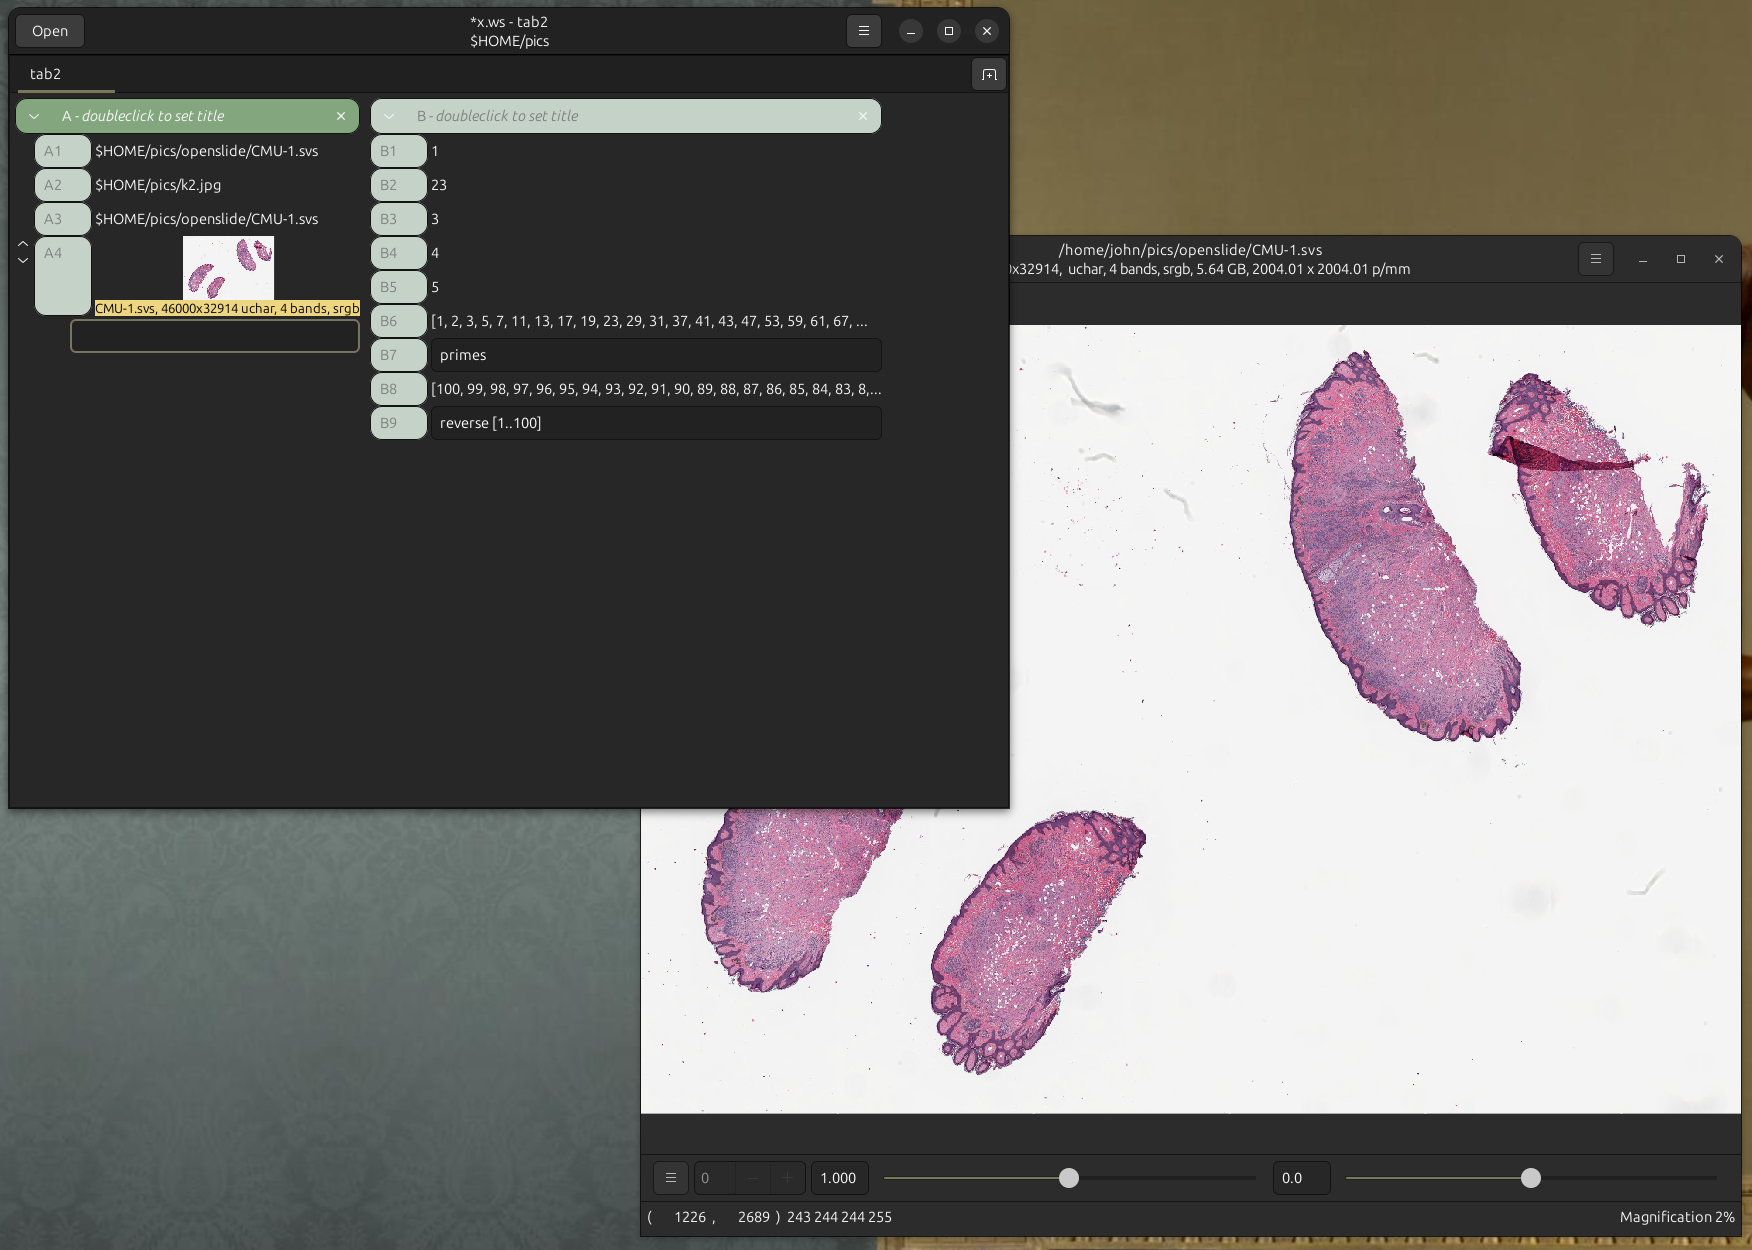 Open
*x.ws - tab2
$HOME/pics
tab2
A - doubleclick to set title
A1 $HOME/pics/openslide/CMU-1.svs
A2 $HOME/pics/k2.jpg
A3 $HOME/pics/openslide/CMU-1.svs
A4
CMU-1.svs, 46000x32914 uchar, 4 bands, srgb
B - doubleclick to set title
B1 1
B2 23
B3 3
B4 4
B5 5
B6 [1, 2, 3, 5, 7, 11, 13, 17, 19, 23, 29, 31, 37, 41, 43, 47, 53, 59, 61, 67, ...
B7 primes
B8 [100, 99, 98, 97, 96, 95, 94, 93, 92, 91, 90, 89, 88, 87, 86, 85, 84, 83, 8,...
B9 reverse [1..100]
/home/john/pics/openslide/CMU-1.svs
0x32914, uchar, 4 bands, srgb, 5.64 GB, 2004.01 x 2004.01 p/mm
0 1.000 0.0
( 1226 , 2689 ) 243 244 244 255 Magnification 2%